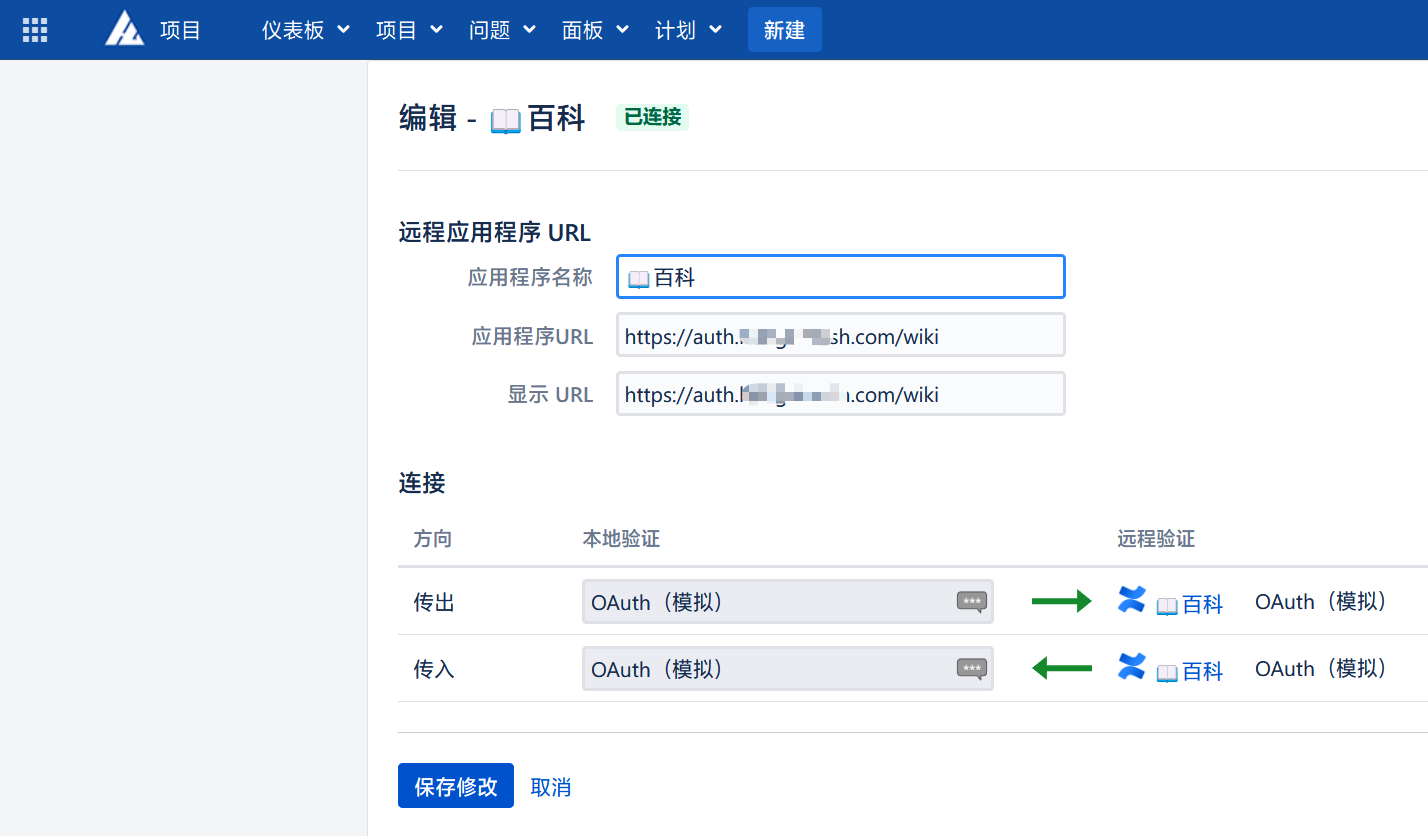 项目 仪表板 项目 问题 面板 计划 新建
编辑 - 📖百科 已连接
远程应用程序 URL
应用程序名称 📖百科
应用程序URL https://auth. sh.com/wiki
显示 URL https://auth. .com/wiki
连接
方向 本地验证 远程验证
传出 OAuth（模拟） 📖百科 OAuth（模拟）
传入 OAuth（模拟） 📖百科 OAuth（模拟）
保存修改 取消